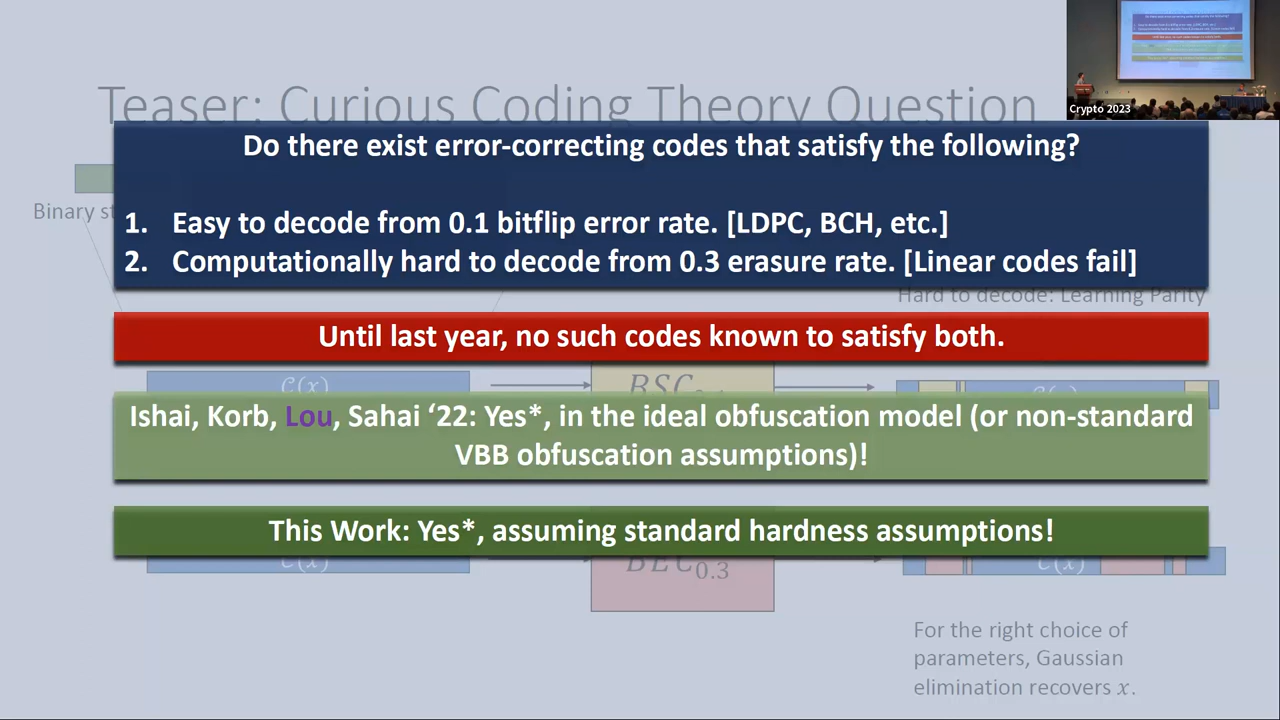 Teaser: Curious Coding Theory Question
Crypto 2023
Do there exist error-correcting codes that satisfy the following?
Binary
1. Easy to decode from 0.1 bitflip error rate. [LDPC, BCH, etc.]
2. Computationally hard to decode from 0.3 erasure rate. [Linear codes fail]
Hard to decode: Learning Parity
Until last year, no such codes known to satisfy both.
C(x)
Ishai, Korb, Lou, Sahai ‘22: Yes*, in the ideal obfuscation model (or non-standard
VBB obfuscation assumptions)!
This Work: Yes*, assuming standard hardness assumptions!
C(x) BEC0.3 C(x)
For the right choice of
parameters, Gaussian
elimination recovers x.